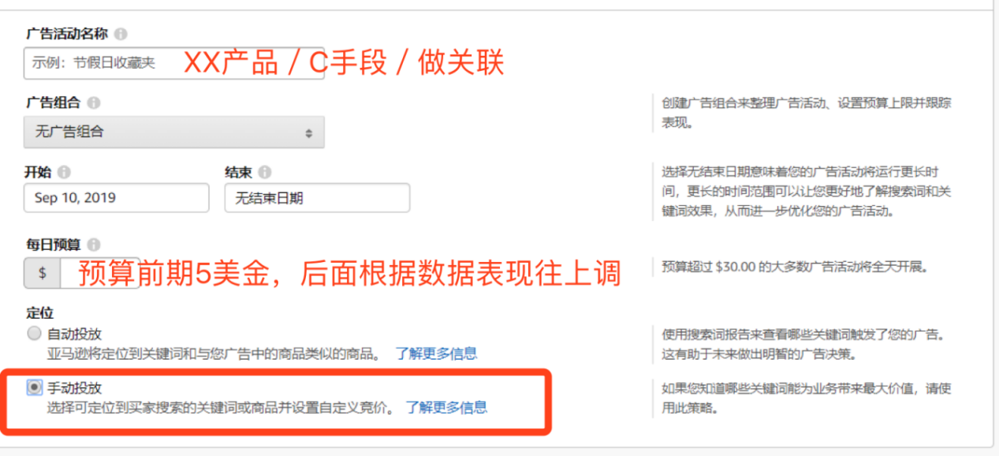 广告活动名称
示例：节假日收藏夹
XX产品 / C手段 / 做关联
广告组合
无广告组合
创建广告组合来整理广告活动、设置预算上限并跟踪
表现。
开始
结束
Sep 10, 2019
无结束日期
选择无结束日期意味着您的广告活动将运行更长时
间，更长的时间范围可以让您更好地了解搜索词和关
键词效果，从而进一步优化您的广告活动。
每日预算
$
预算前期5美金，后面根据数据表现往上调
预算超过 $30.00 的大多数广告活动将全天开展。
定位
自动投放
亚马逊将定位到关键词和与您广告中的商品类似的商品。 了解更多信息
使用搜索词报告来查看哪些关键词触发了您的广告。
这有助于未来做出明智的广告决策。
手动投放
选择可定位到买家搜索的关键词或商品并设置自定义竞价。 了解更多信息
如果您知道哪些关键词能为业务带来最大价值，请使
用此策略。